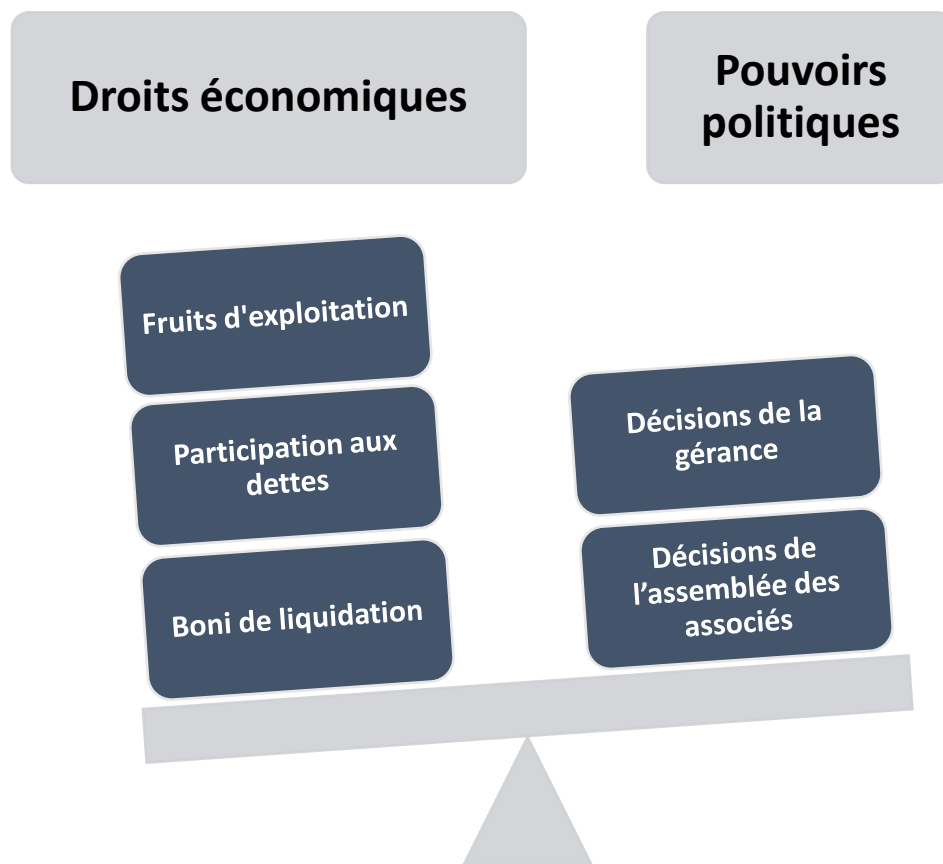 Droits économiques
Pouvoirs
politiques
Fruits d'exploitation
Participation aux
dettes
Boni de liquidation
Décisions de la
gérance
Décisions de
l’assemblée des
associés